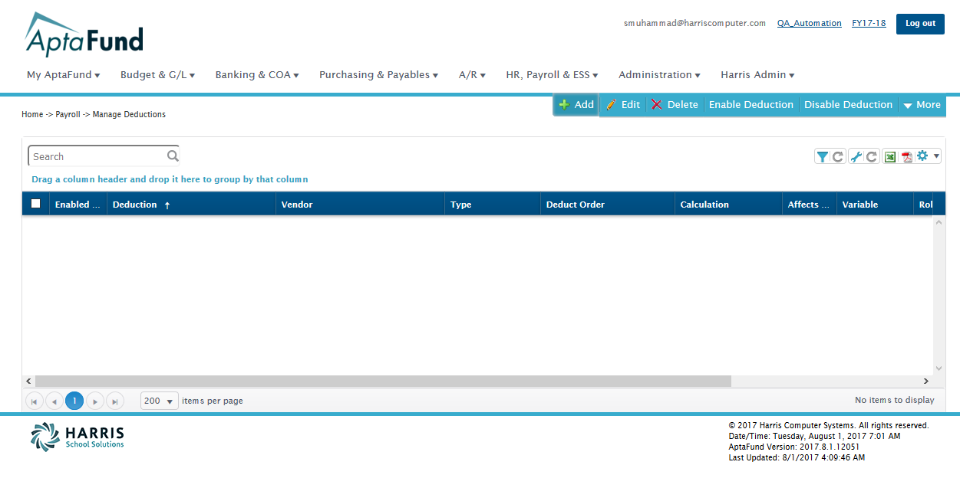 AptaFund
smuhammad@harriscomputer.com QA_Automation FY17-18 Log out
My AptaFund Budget & G/L Banking & COA Purchasing & Payables A/R HR, Payroll & ESS Administration Harris Admin
Add Edit Delete Enable Deduction Disable Deduction More
Home -> Payroll -> Manage Deductions
Search
Drag a column header and drop it here to group by that column
Enabled ... Deduction ↑ Vendor Type Deduct Order Calculation Affects ... Variable Rol
1 200 items per page No items to display
HARRIS
School Solutions
© 2017 Harris Computer Systems. All rights reserved.
Date/Time: Tuesday, August 1, 2017 7:01 AM
AptaFund Version: 2017.8.1.12051
Last Updated: 8/1/2017 4:09:46 AM